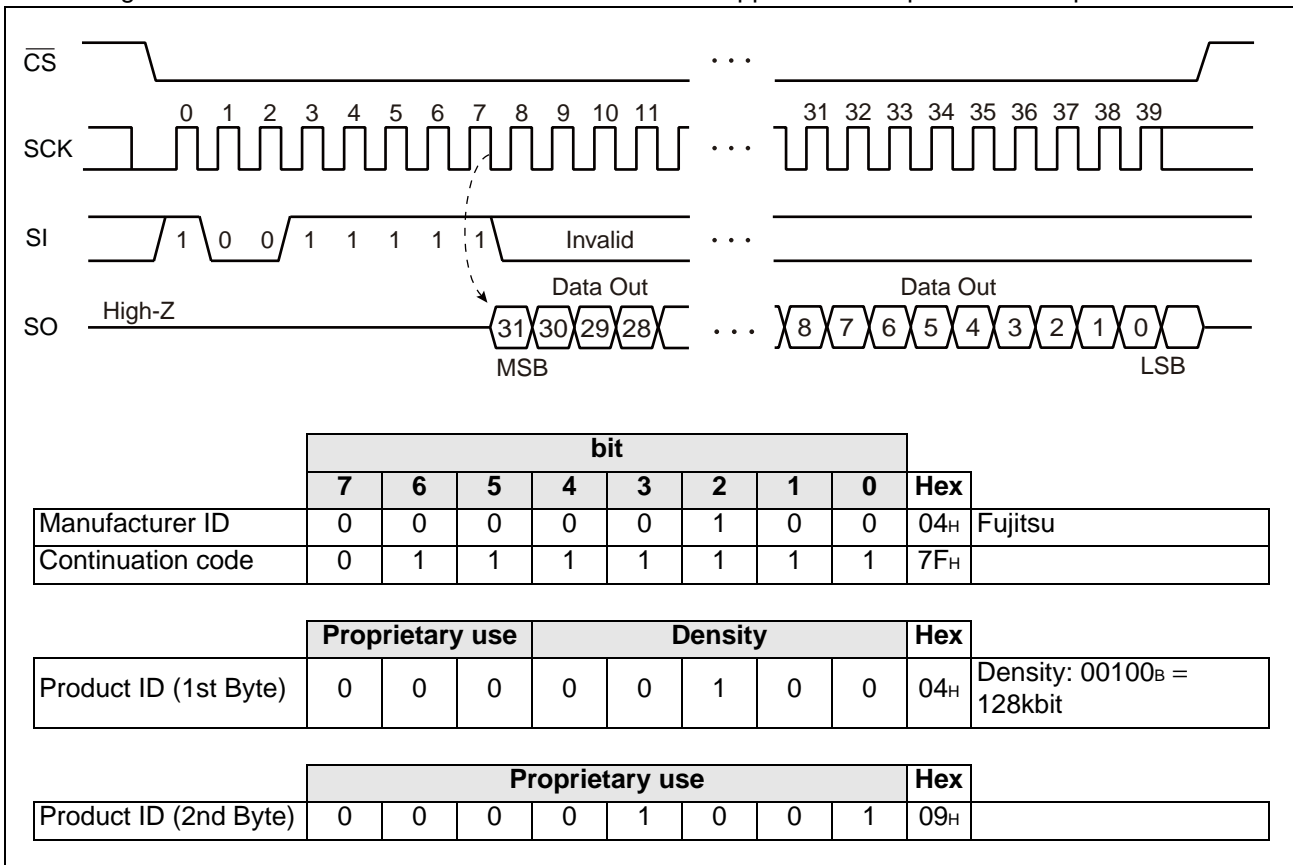 CS
· · ·
0 1 2 3 4 5 6 7 8 9 10 11 31 32 33 34 35 36 37 38 39
SCK
· · ·
SI
1 0 0 1 1 1 1 1 Invalid
· · ·
Data Out Data Out
High-Z
SO
31 30 29 28 · · · 8 7 6 5 4 3 2 1 0
MSB LSB
bit
7 6 5 4 3 2 1 0 Hex
Manufacturer ID 0 0 0 0 0 1 0 0 04H Fujitsu
Continuation code 0 1 1 1 1 1 1 1 7FH
Proprietary use Density Hex
Product ID (1st Byte) 0 0 0 0 0 1 0 0 04H Density: 00100B =
128kbit
Proprietary use Hex
Product ID (2nd Byte) 0 0 0 0 1 0 0 1 09H